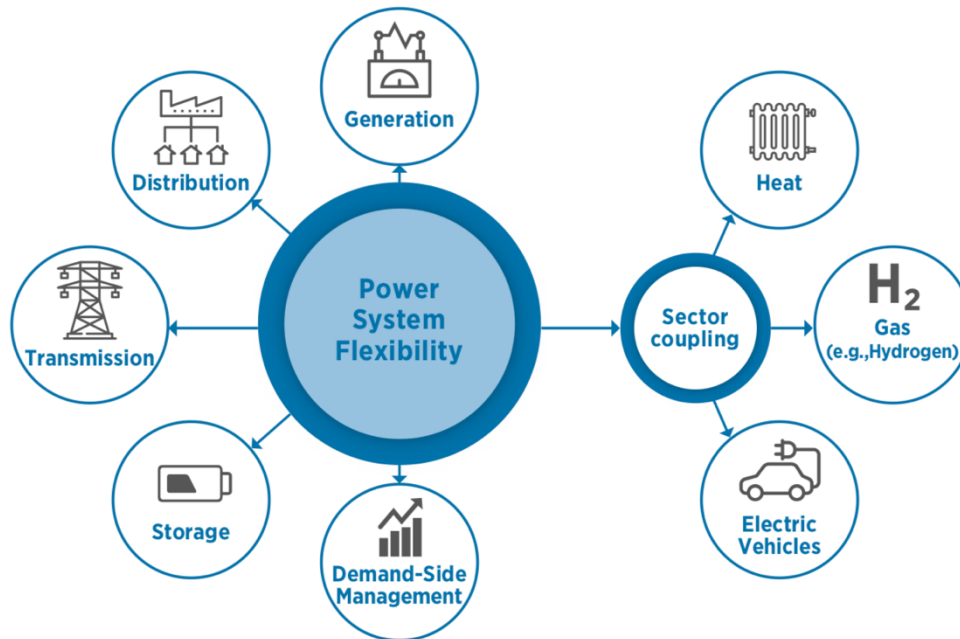 Generation
Distribution
Heat
Transmission
Power
System
Flexibility
Sector
coupling
H₂
Gas
(e.g.,Hydrogen)
Storage
Demand-Side
Management
Electric
Vehicles